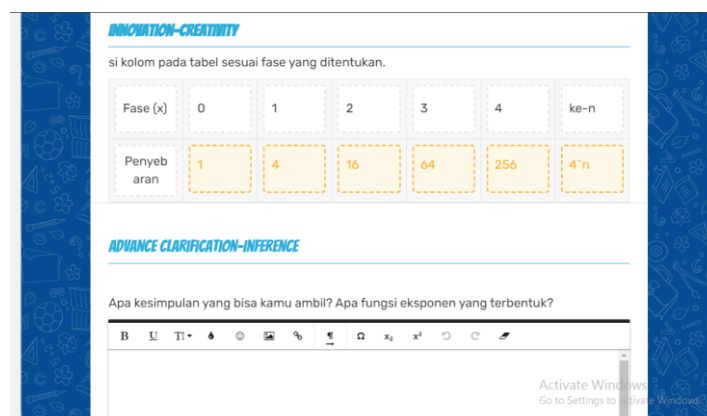 INNOVATION-CREATIVITY
si kolom pada tabel sesuai fase yang ditentukan.
Fase (x) 0 1 2 3 4 ke-n
Penyeb
aran 1 4 16 64 256 4^n
ADVANCE CLARIFICATION-INFERENCE
Apa kesimpulan yang bisa kamu ambil? Apa fungsi eksponen yang terbentuk?
B U TI ¶ Ω x₂ x²
Activate Windows
Go to Settings to activate Windows.